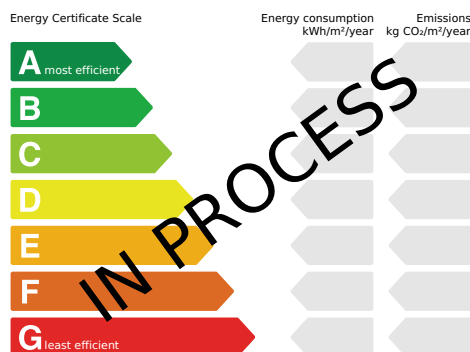 Energy Certificate Scale
Energy consumption
kWh/m²/year
Emissions
kg CO₂/m²/year
A most efficient
B
C
D
E
F
G least efficient
IN PROCESS